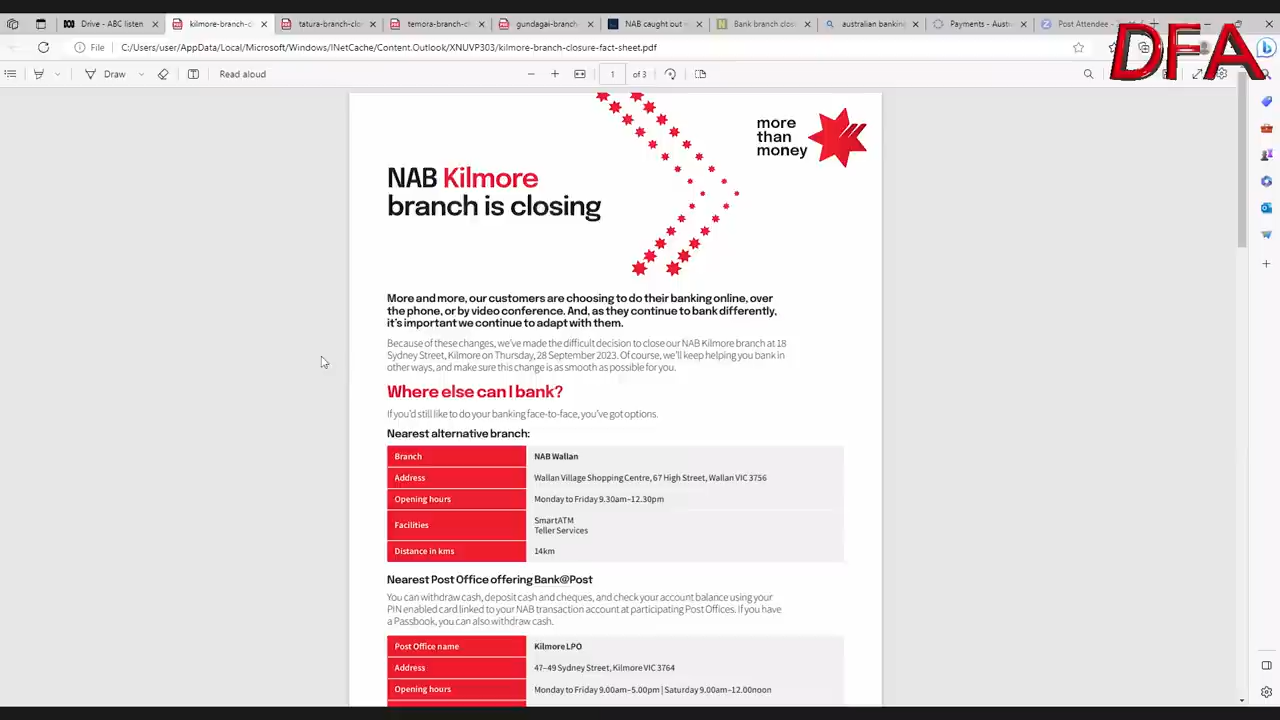 Drive - ABC listen
kilmore-branch-c
tatura-branch-clo
temora-branch-c
gundagai-branch-
NAB caught out
Bank branch clos
australian bankin
Payments - Aust
Post Attendee - Z
DFA
File
C:/Users/user/AppData/Local/Microsoft/Windows/INetCache/Content.Outlook/XNUVP303/kilmore-branch-closure-fact-sheet.pdf
Draw
Read aloud
1
of 3
more
than
money
NAB Kilmore
branch is closing
More and more, our customers are choosing to do their banking online, over
the phone, or by video conference. And, as they continue to bank differently,
it's important we continue to adapt with them.
Because of these changes, we've made the difficult decision to close our NAB Kilmore branch at 18
Sydney Street, Kilmore on Thursday, 28 September 2023. Of course, we'll keep helping you bank in
other ways, and make sure this change is as smooth as possible for you.
Where else can I bank?
If you'd still like to do your banking face-to-face, you've got options.
Nearest alternative branch:
Branch NAB Wallan
Address Wallan Village Shopping Centre, 67 High Street, Wallan VIC 3756
Opening hours Monday to Friday 9.30am–12.30pm
Facilities SmartATM
Teller Services
Distance in kms 14km
Nearest Post Office offering Bank@Post
You can withdraw cash, deposit cash and cheques, and check your account balance using your
PIN enabled card linked to your NAB transaction account at participating Post Offices. If you have
a Passbook, you can also withdraw cash.
Post Office name Kilmore LPO
Address 47–49 Sydney Street, Kilmore VIC 3764
Opening hours Monday to Friday 9.00am–5.00pm | Saturday 9.00am–12.00noon